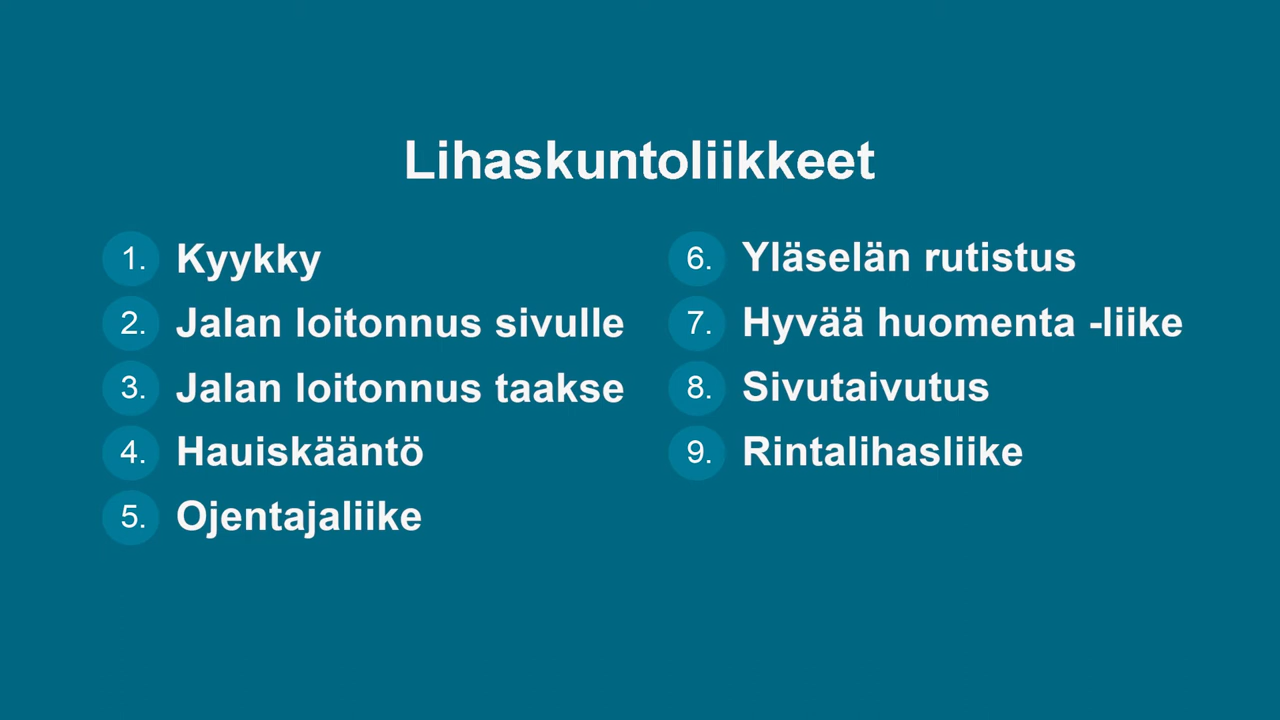 Lihaskuntoliikkeet
1. Kyykky
2. Jalan loitonnus sivulle
3. Jalan loitonnus taakse
4. Hauiskääntö
5. Ojentajaliike
6. Yläselän rutistus
7. Hyvää huomenta -liike
8. Sivutaivutus
9. Rintalihasliike